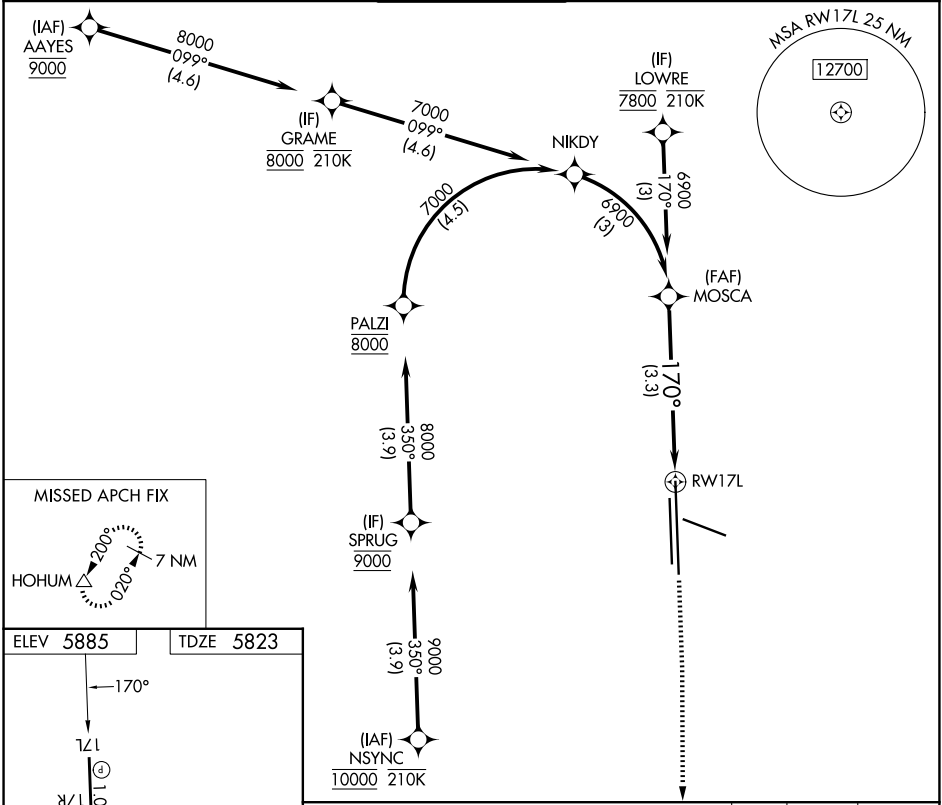 (IAF)
AAYES
9000
8000
099°
(4.6)
(IF)
GRAME
8000 210K
7000
099°
(4.6)
NIKDY
(IF)
LOWRE
7800 210K
6900
170°
(3)
MSA RW17L 25 NM
12700
7000
(4.5)
6900
(3)
(FAF)
MOSCA
PALZI
8000
170°
(3.3)
8000
350°
(3.9)
RW17L
(IF)
SPRUG
9000
MISSED APCH FIX
HOHUM
200°
020°
7 NM
9000
350°
(3.9)
ELEV 5885
TDZE 5823
170°
17L
P
1.0
17R
(IAF)
NSYNC
10000 210K